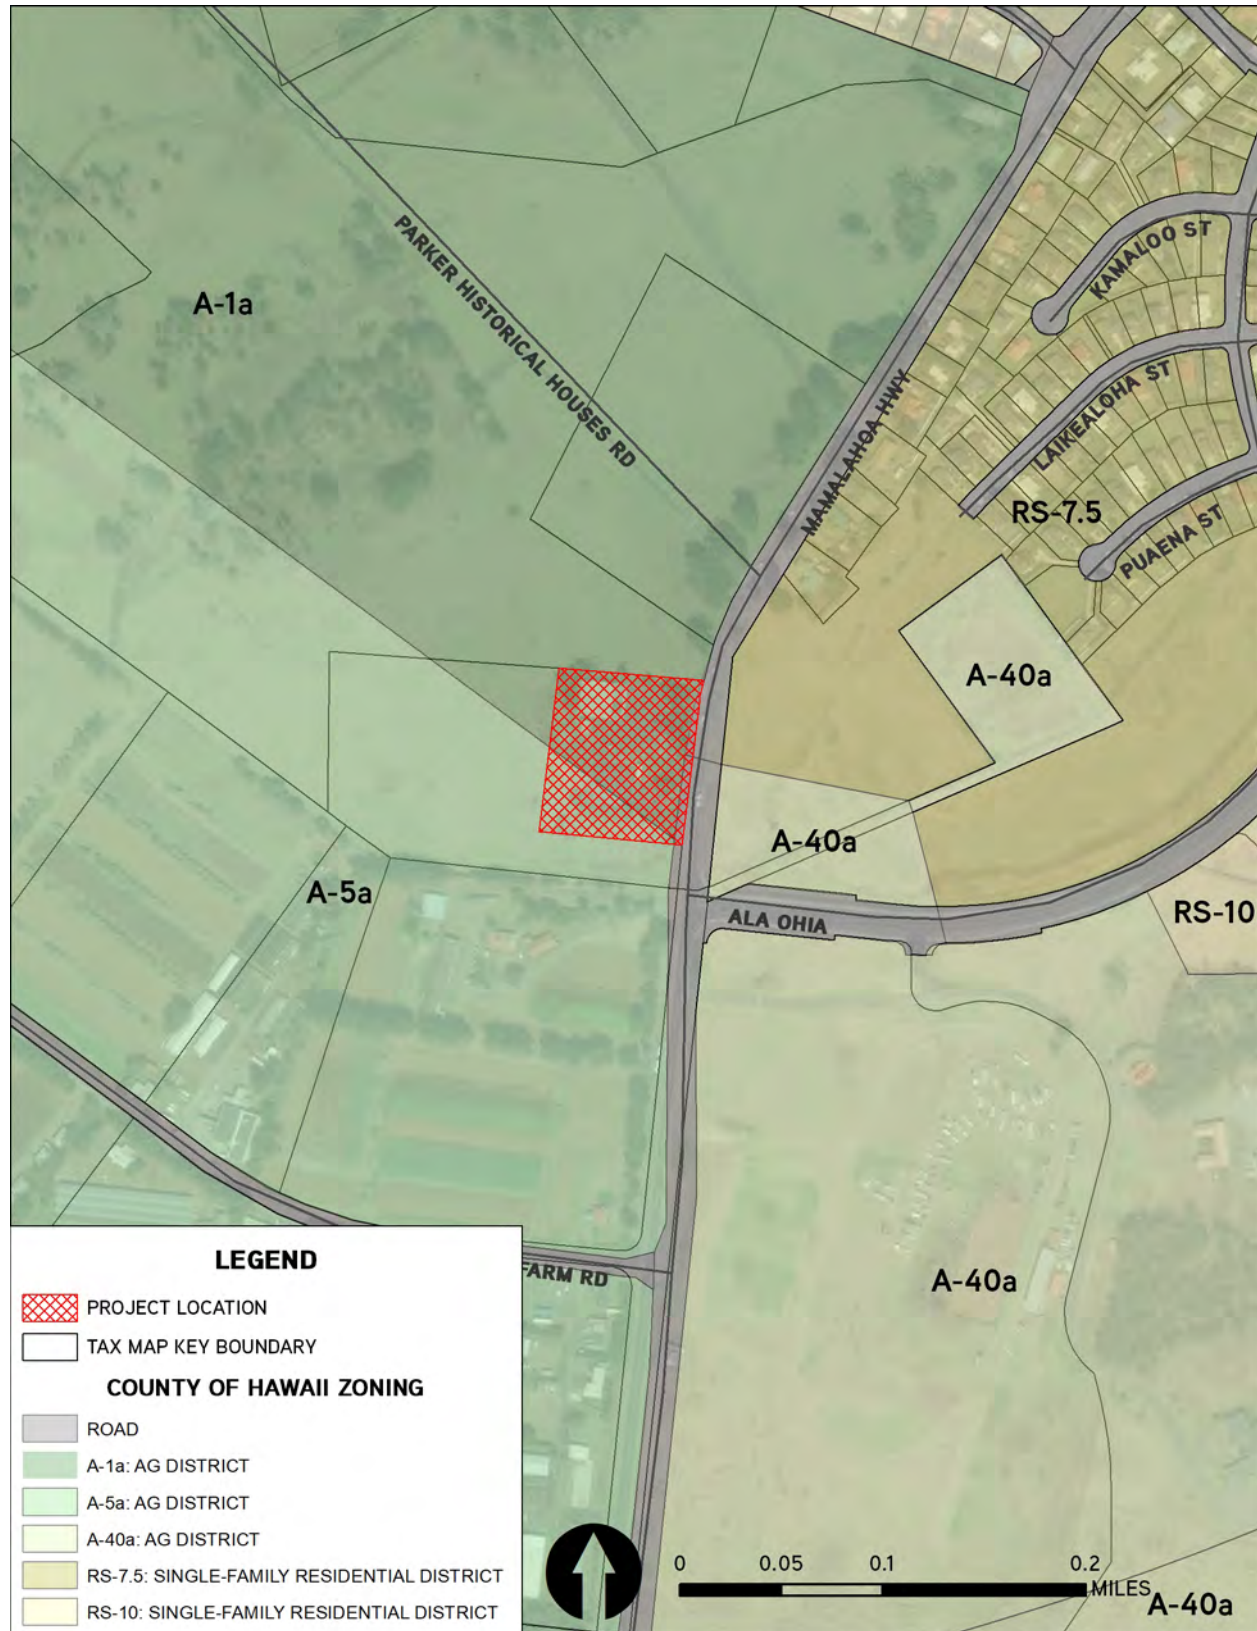 KAMALOO ST
PARKER HISTORICAL HOUSES RD
A-1a
MAMALAHOA HWY
LAIKEALOHA ST
RS-7.5
PUAENA ST
A-40a
A-40a
A-5a
RS-10
ALA OHIA
FARM RD
A-40a
LEGEND
PROJECT LOCATION
TAX MAP KEY BOUNDARY
COUNTY OF HAWAII ZONING
ROAD
A-1a: AG DISTRICT
A-5a: AG DISTRICT
A-40a: AG DISTRICT
RS-7.5: SINGLE-FAMILY RESIDENTIAL DISTRICT
RS-10: SINGLE-FAMILY RESIDENTIAL DISTRICT
0 0.05 0.1 0.2
MILES
A-40a